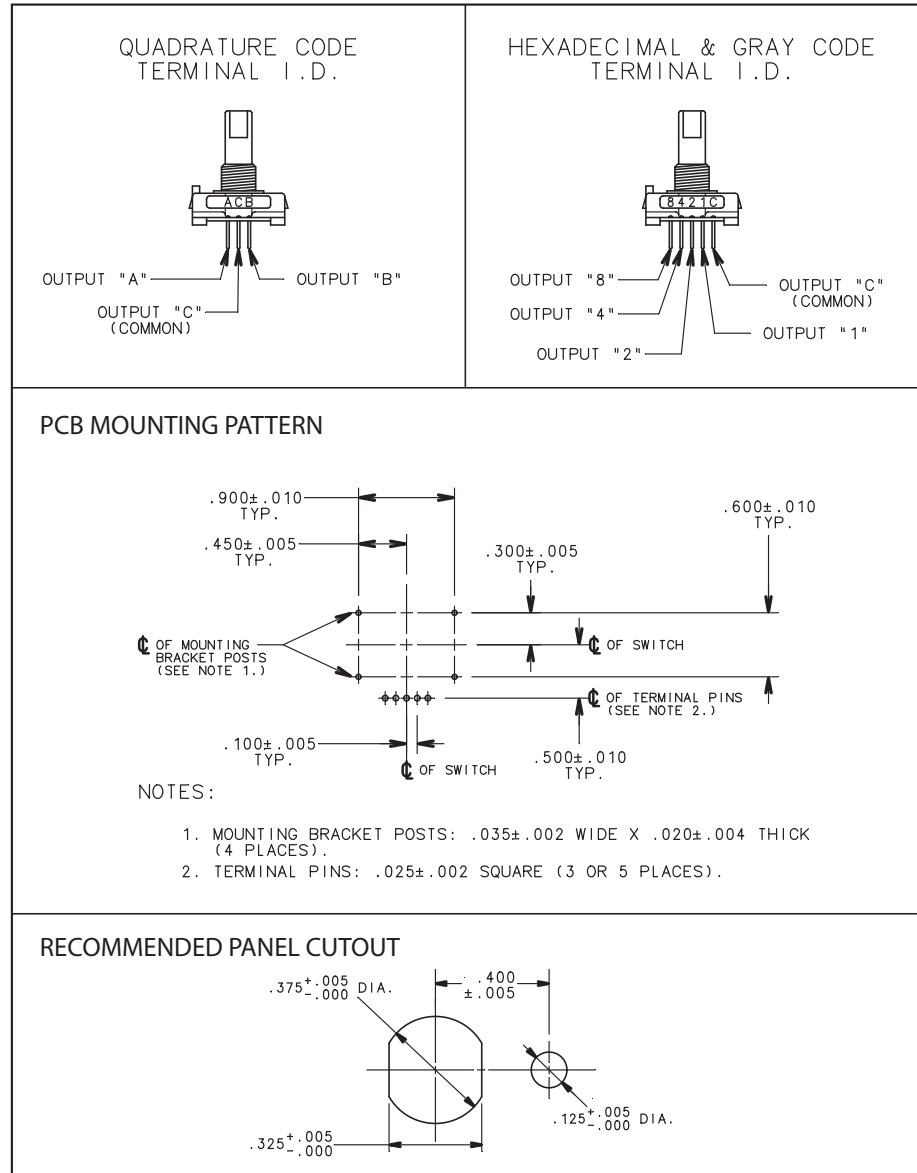 QUADRATURE CODE
TERMINAL I.D.
ACB
OUTPUT "A"
OUTPUT "B"
OUTPUT "C"
(COMMON)
HEXADECIMAL & GRAY CODE
TERMINAL I.D.
8421C
OUTPUT "8"
OUTPUT "C"
(COMMON)
OUTPUT "4"
OUTPUT "1"
OUTPUT "2"
PCB MOUNTING PATTERN
.900±.010
TYP.
.600±.010
TYP.
.450±.005
TYP.
.300±.005
TYP.
℄ OF MOUNTING
BRACKET POSTS
(SEE NOTE 1.)
℄ OF SWITCH
℄ OF TERMINAL PINS
(SEE NOTE 2.)
.100±.005
TYP.
℄ OF SWITCH
.500±.010
TYP.
NOTES:
1. MOUNTING BRACKET POSTS: .035±.002 WIDE X .020±.004 THICK
(4 PLACES).
2. TERMINAL PINS: .025±.002 SQUARE (3 OR 5 PLACES).
RECOMMENDED PANEL CUTOUT
.375+.005 -.000 DIA.
.400
±.005
.125+.005 -.000 DIA.
.325+.005 -.000